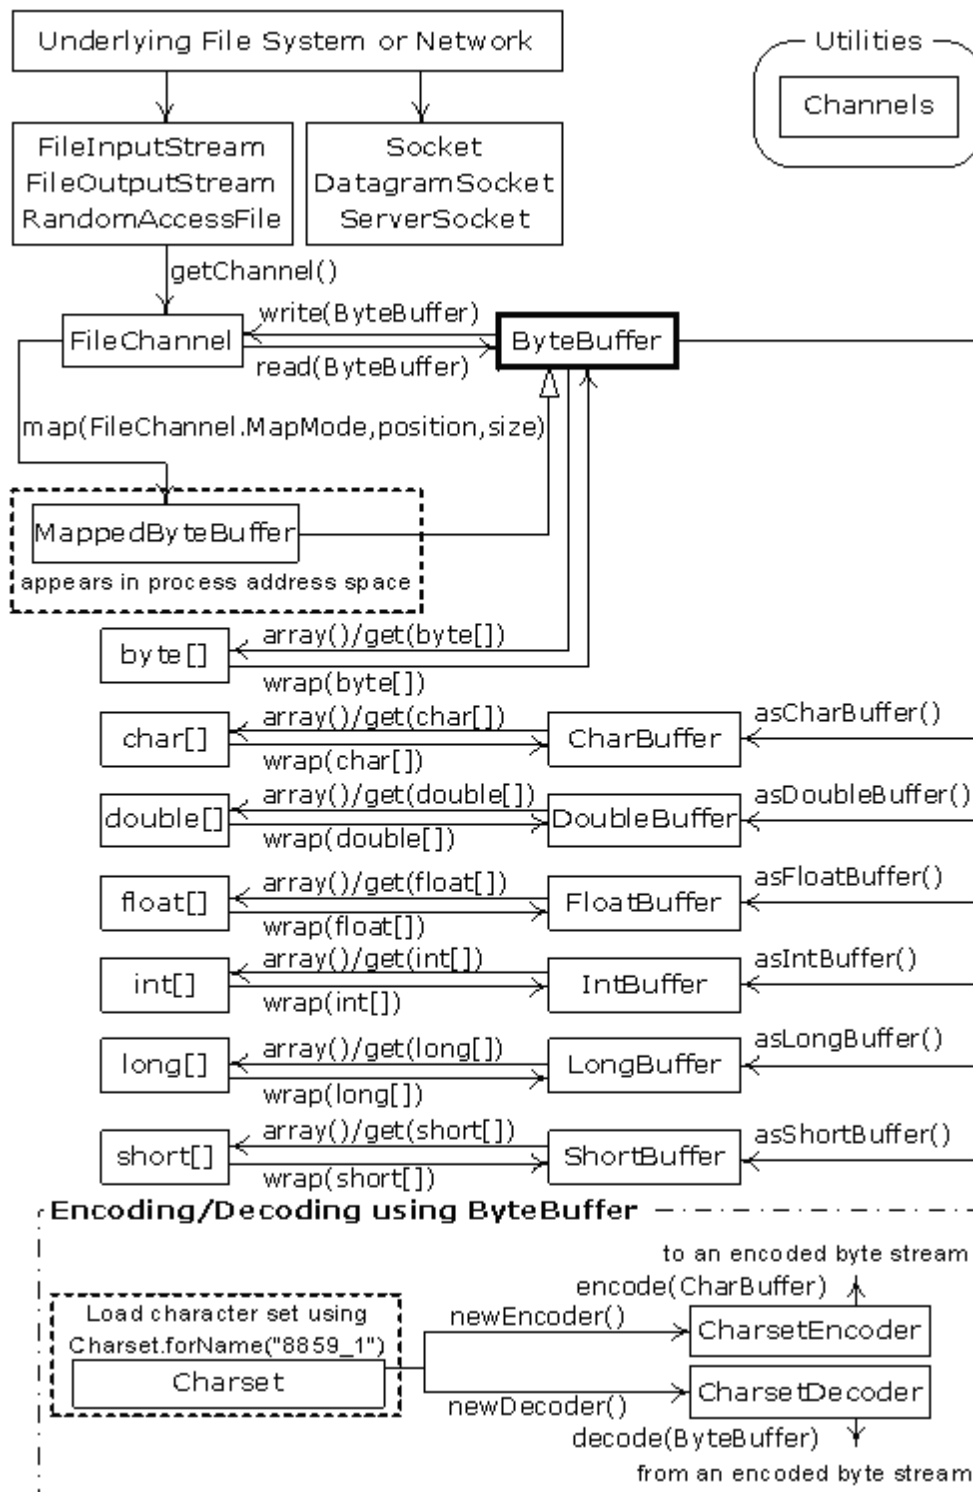 Underlying File System or Network
Utilities
Channels
FileInputStream
FileOutputStream
RandomAccessFile
Socket
DatagramSocket
ServerSocket
getChannel()
write(ByteBuffer)
FileChannel
ByteBuffer
read(ByteBuffer)
map(FileChannel.MapMode,position,size)
MappedByteBuffer
appears in process address space
array()/get(byte[])
byte[]
wrap(byte[])
array()/get(char[])
asCharBuffer()
char[]
CharBuffer
wrap(char[])
array()/get(double[])
asDoubleBuffer()
double[]
DoubleBuffer
wrap(double[])
array()/get(float[])
asFloatBuffer()
float[]
FloatBuffer
wrap(float[])
array()/get(int[])
asIntBuffer()
int[]
IntBuffer
wrap(int[])
array()/get(long[])
asLongBuffer()
long[]
LongBuffer
wrap(long[])
array()/get(short[])
asShortBuffer()
short[]
ShortBuffer
wrap(short[])
Encoding/Decoding using ByteBuffer
to an encoded byte stream
encode(CharBuffer)
Load character set using
Charset.forName("8859_1")
Charset
newEncoder()
CharsetEncoder
newDecoder()
CharsetDecoder
decode(ByteBuffer)
from an encoded byte stream